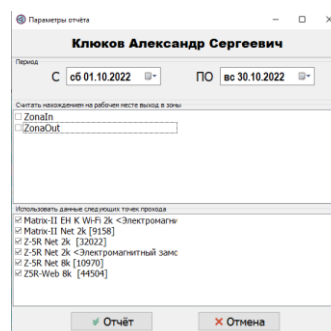 Параметры отчёта
Клюков Александр Сергеевич
Период
С сб 01.10.2022 ПО вс 30.10.2022
Считать нахождением на рабочем месте выход в зоны
ZonaIn
ZonaOut
Использовать данные следующих точек прохода
Matrix-II EH K Wi-Fi 2k <Электромагни
Matrix-II Net 2k [9158]
Z-5R Net 2k [32022]
Z-5R Net 2k <Электромагнитный замс
Z-5R Net 8k [10970]
Z5R-Web 8k [44504]
Отчёт Отмена